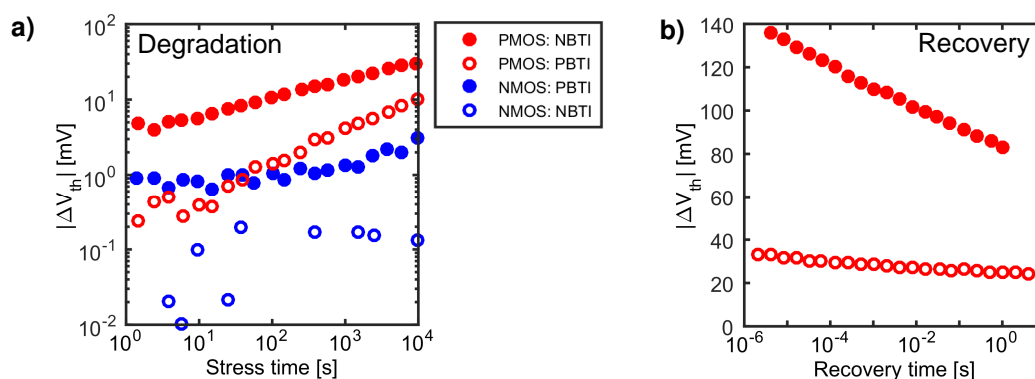 a)
Degradation
|ΔV_th| [mV]
10^2
10^1
10^0
10^-1
10^-2
10^0 10^1 10^2 10^3 10^4
Stress time [s]
PMOS: NBTI
PMOS: PBTI
NMOS: PBTI
NMOS: NBTI
b)
Recovery
|ΔV_th| [mV]
140
120
100
80
60
40
20
0
10^-6 10^-4 10^-2 10^0
Recovery time [s]